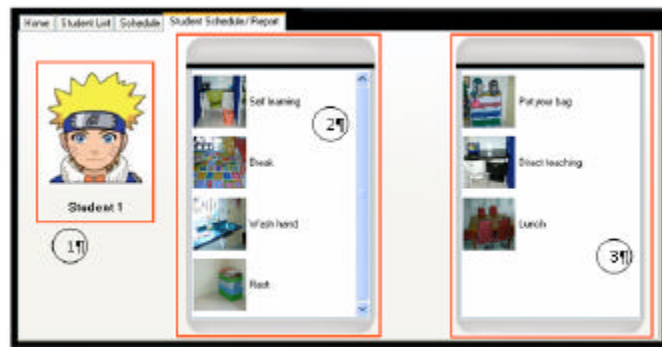 Home Student List Schedule Student Schedule / Report
Student 1
1¶
Self learning
2¶
Break
Wash hand
Rest
Put your bag
Direct teaching
Lunch
3¶